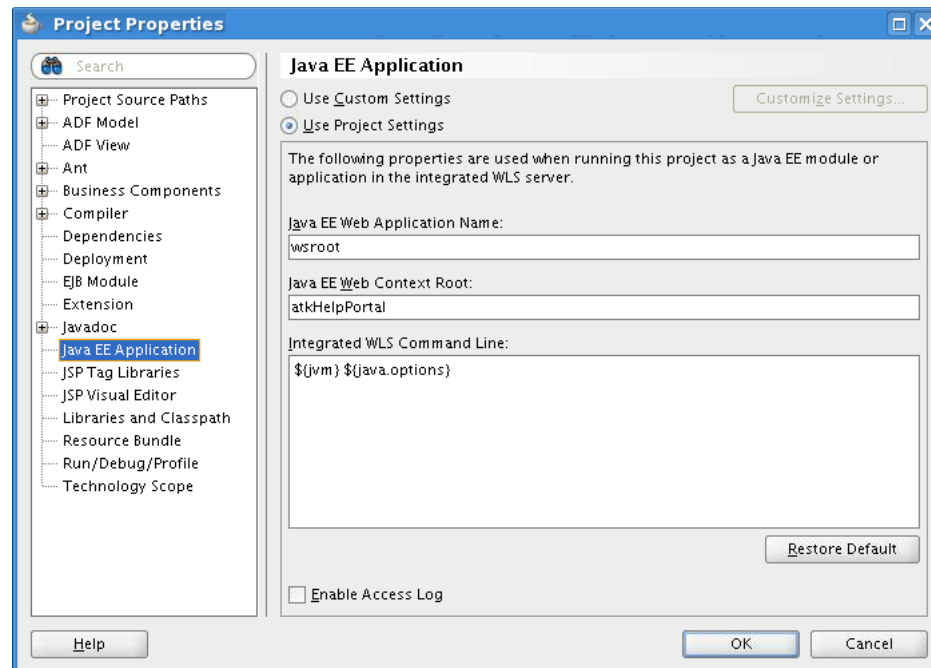 Project Properties
Search
Project Source Paths
ADF Model
ADF View
Ant
Business Components
Compiler
Dependencies
Deployment
EJB Module
Extension
Javadoc
Java EE Application
JSP Tag Libraries
JSP Visual Editor
Libraries and Classpath
Resource Bundle
Run/Debug/Profile
Technology Scope
Java EE Application
Use Custom Settings
Customize Settings...
Use Project Settings
The following properties are used when running this project as a Java EE module or
application in the integrated WLS server.
Java EE Web Application Name:
wsroot
Java EE Web Context Root:
atkHelpPortal
Integrated WLS Command Line:
${jvm} ${java.options}
Restore Default
Enable Access Log
Help
OK
Cancel